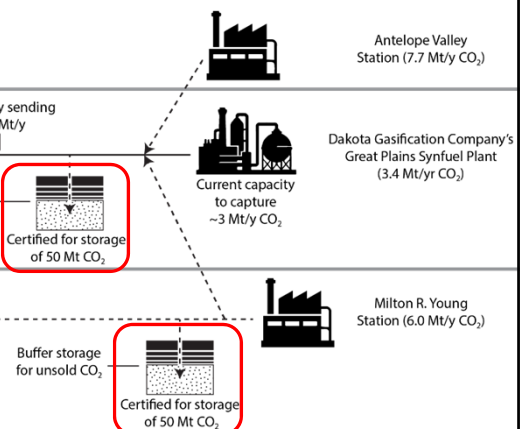 Antelope Valley
Station (7.7 Mt/y CO₂)
y sending
Mt/y
Dakota Gasification Company's
Great Plains Synfuel Plant
(3.4 Mt/yr CO₂)
Current capacity
to capture
~3 Mt/y CO₂
Certified for storage
of 50 Mt CO₂
Milton R. Young
Station (6.0 Mt/y CO₂)
Buffer storage
for unsold CO₂
Certified for storage
of 50 Mt CO₂